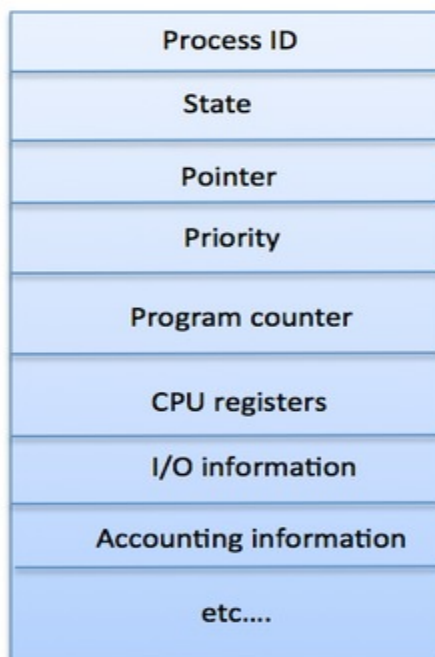 Process ID
State
Pointer
Priority
Program counter
CPU registers
I/O information
Accounting information
etc....